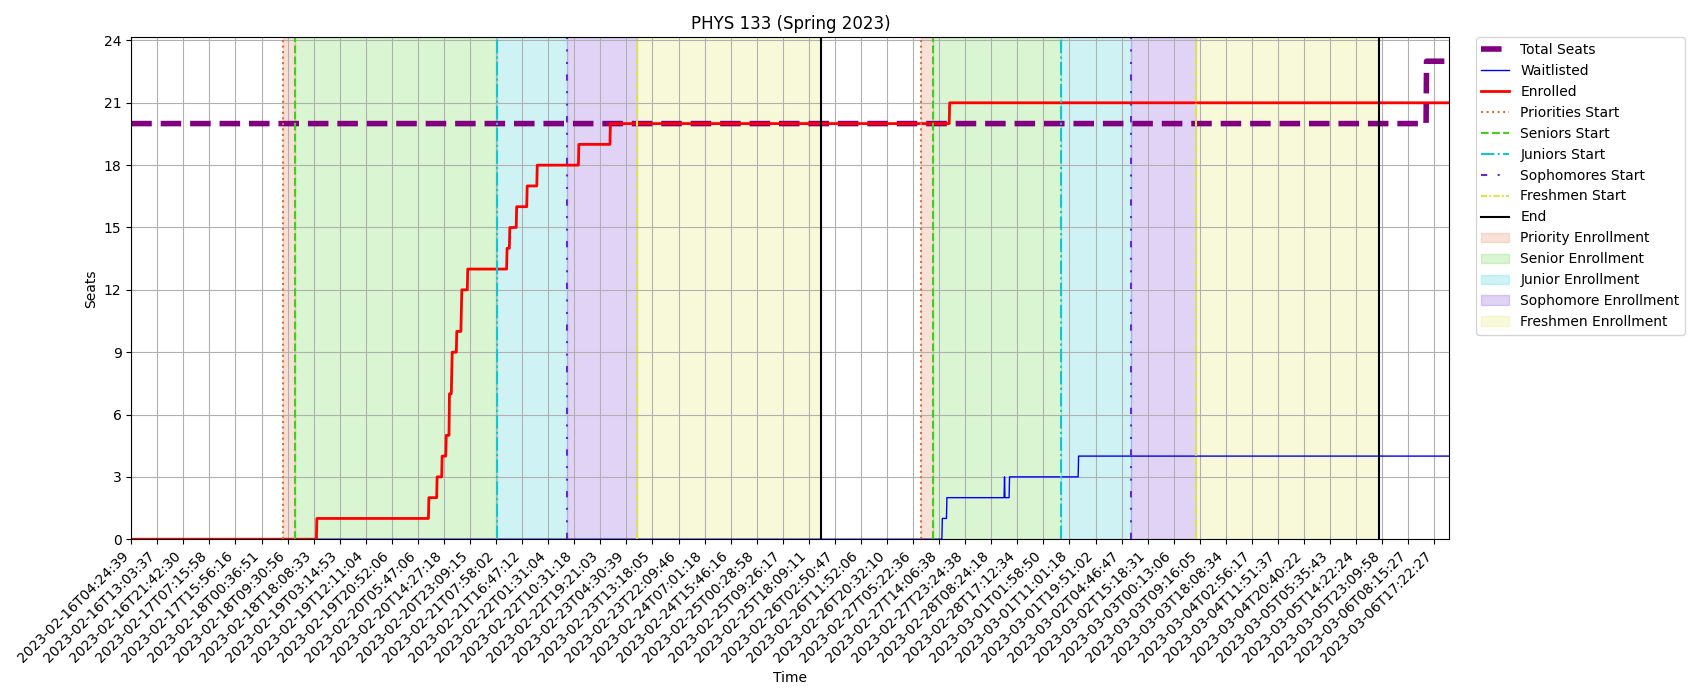 PHYS 133 (Spring 2023)
24
21
18
15
12
9
6
3
0
Seats
2023-02-16T04:24:39
2023-02-16T13:03:37
2023-02-16T21:42:30
2023-02-17T07:15:58
2023-02-17T15:56:16
2023-02-18T00:36:51
2023-02-18T09:30:56
2023-02-18T18:08:33
2023-02-19T03:14:53
2023-02-19T12:11:04
2023-02-19T20:52:06
2023-02-20T05:47:06
2023-02-20T14:27:18
2023-02-20T23:09:15
2023-02-21T07:58:02
2023-02-21T16:47:12
2023-02-22T01:31:04
2023-02-22T10:31:18
2023-02-22T19:21:03
2023-02-23T04:30:39
2023-02-23T13:18:05
2023-02-23T22:09:46
2023-02-24T07:01:18
2023-02-24T15:46:16
2023-02-25T00:28:58
2023-02-25T09:26:17
2023-02-25T18:09:11
2023-02-26T02:50:47
2023-02-26T11:52:06
2023-02-26T20:32:10
2023-02-27T05:22:36
2023-02-27T14:06:38
2023-02-27T23:24:38
2023-02-28T08:24:18
2023-02-28T17:12:34
2023-03-01T01:58:50
2023-03-01T11:01:18
2023-03-01T19:51:02
2023-03-02T04:46:47
2023-03-02T15:18:31
2023-03-03T00:13:06
2023-03-03T09:16:05
2023-03-03T18:08:34
2023-03-04T02:56:17
2023-03-04T11:51:37
2023-03-04T20:40:22
2023-03-05T05:35:43
2023-03-05T14:22:24
2023-03-05T23:09:58
2023-03-06T08:15:27
2023-03-06T17:22:27
Time
Total Seats
Waitlisted
Enrolled
Priorities Start
Seniors Start
Juniors Start
Sophomores Start
Freshmen Start
End
Priority Enrollment
Senior Enrollment
Junior Enrollment
Sophomore Enrollment
Freshmen Enrollment